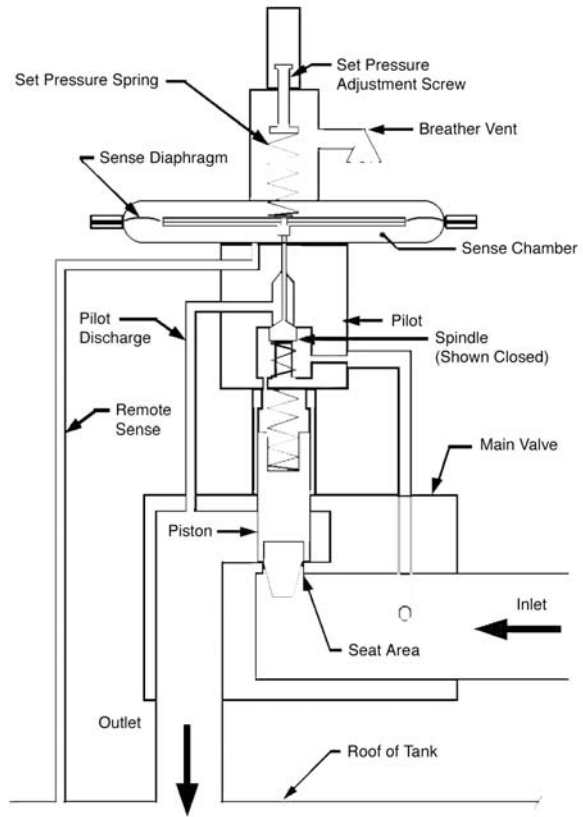 Set Pressure
Adjustment Screw
Set Pressure Spring
Breather Vent
Sense Diaphragm
Sense Chamber
Pilot
Discharge
Pilot
Spindle
(Shown Closed)
Remote
Sense
Main Valve
Piston
Inlet
Seat Area
Outlet
Roof of Tank